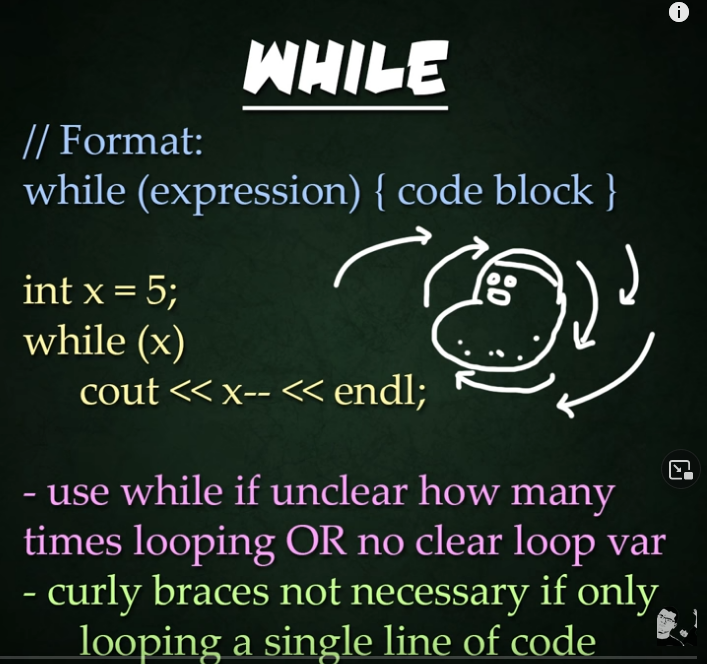 WHILE
// Format:
while (expression) { code block }
int x = 5;
while (x)
cout << x-- << endl;
- use while if unclear how many
times looping OR no clear loop var
- curly braces not necessary if only
looping a single line of code